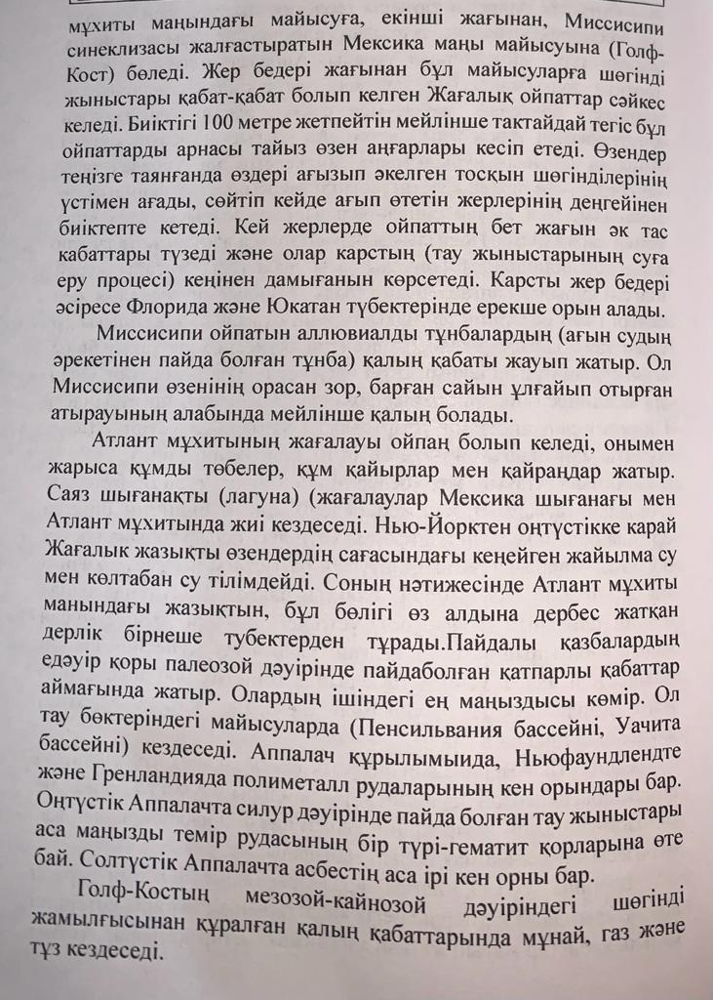 мұхиты маңындағы майысуға, екінші жағынан, Миссисипи
синеклизасы жалғастыратын Мексика маңы майысуына (Голф-
Кост) бөледі. Жер бедері жағынан бұл майысуларға шөгінді
жыныстары қабат-қабат болып келген Жағалық ойпаттар сәйкес
келеді. Биіктігі 100 метре жетпейтін мейлінше тактайдай тегіс бұл
ойпаттарды арнасы тайыз өзен аңғарлары кесіп етеді. Өзендер
теңізге таянғанда өздері ағызып әкелген тосқын шөгінділерінің
үстімен ағады, сөйтіп кейде ағып өтетін жерлерінің деңгейінен
биіктепте кетеді. Кей жерлерде ойпаттың бет жағын әк тас
кабаттары түзеді және олар карстың (тау жыныстарының суға
еру процесі) кеңінен дамығанын көрсетеді. Карсты жер бедері
әсіресе Флорида және Юкатан түбектерінде ерекше орын алады.
Миссисипи ойпатын аллювиалды тұнбалардың (ағын судың
әрекетінен пайда болған тұнба) қалың қабаты жауып жатыр. Ол
Миссисипи өзенінің орасан зор, барған сайын ұлғайып отырған
атырауының алабында мейлінше қалың болады.
Атлант мұхитының жағалауы ойпаң болып келеді, онымен
жарыса құмды төбелер, құм қайырлар мен қайраңдар жатыр.
Саяз шығанақты (лагуна) (жағалаулар Мексика шығанағы мен
Атлант мұхитында жиі кездеседі. Нью-Йорктен оңтүстікке карай
Жағалык жазықты өзендердің сағасындағы кеңейген жайылма су
мен көлтабан су тілімдейді. Соның нәтижесінде Атлант мұхиты
манындағы жазықтын, бұл бөлігі өз алдына дербес жатқан
дерлік бірнеше тубектерден тұрады.Пайдалы қазбалардың
едәуір қоры палеозой дәуірінде пайдаболған қатпарлы қабаттар
аймағында жатыр. Олардың ішіндегі ең маңыздысы көмір. Ол
тау бөктеріндегі майысуларда (Пенсильвания бассейні, Уачита
бассейні) кездеседі. Аппалач құрылымыида, Ньюфаундлендте
және Гренландияда полиметалл рудаларының кен орындары бар.
Оңтүстік Аппалачта силур дәуірінде пайда болған тау жыныстары
аса маңызды темір рудасының бір түрі-гематит қорларына өте
бай. Солтүстік Аппалачта асбестің аса ірі кен орны бар.
Голф-Костың мезозой-кайнозой дәуіріндегі шөгінді
жамылғысынан құралған қалың қабаттарында мұнай, газ және
тұз кездеседі.